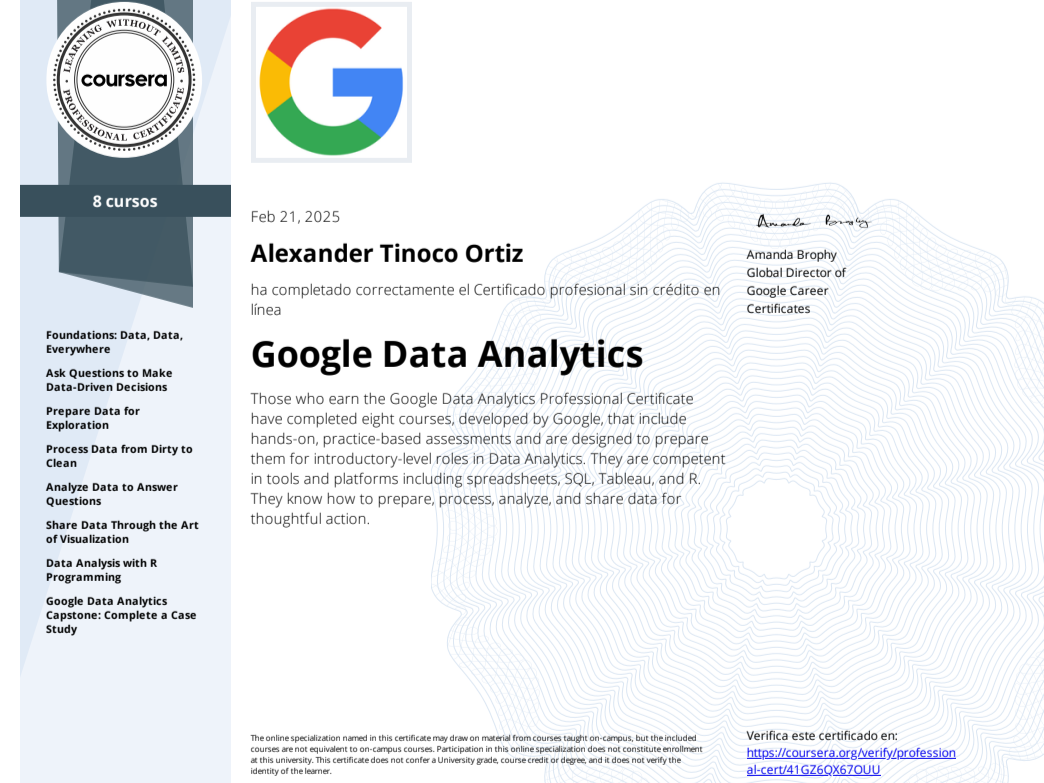 LEARNING WITHOUT LIMITS
coursera
PROFESSIONAL CERTIFICATE
8 cursos
Foundations: Data, Data,
Everywhere
Ask Questions to Make
Data-Driven Decisions
Prepare Data for
Exploration
Process Data from Dirty to
Clean
Analyze Data to Answer
Questions
Share Data Through the Art
of Visualization
Data Analysis with R
Programming
Google Data Analytics
Capstone: Complete a Case
Study
G
Feb 21, 2025
Alexander Tinoco Ortiz
ha completado correctamente el Certificado profesional sin crédito en
línea
Google Data Analytics
Those who earn the Google Data Analytics Professional Certificate
have completed eight courses, developed by Google, that include
hands-on, practice-based assessments and are designed to prepare
them for introductory-level roles in Data Analytics. They are competent
in tools and platforms including spreadsheets, SQL, Tableau, and R.
They know how to prepare, process, analyze, and share data for
thoughtful action.
Amanda Brophy
Amanda Brophy
Global Director of
Google Career
Certificates
The online specialization named in this certificate may draw on material from courses taught on-campus, but the included
courses are not equivalent to on-campus courses. Participation in this online specialization does not constitute enrollment
at this university. This certificate does not confer a University grade, course credit or degree, and it does not verify the
identity of the learner.
Verifica este certificado en:
https://coursera.org/verify/profession
al-cert/41GZ6QX67OUU